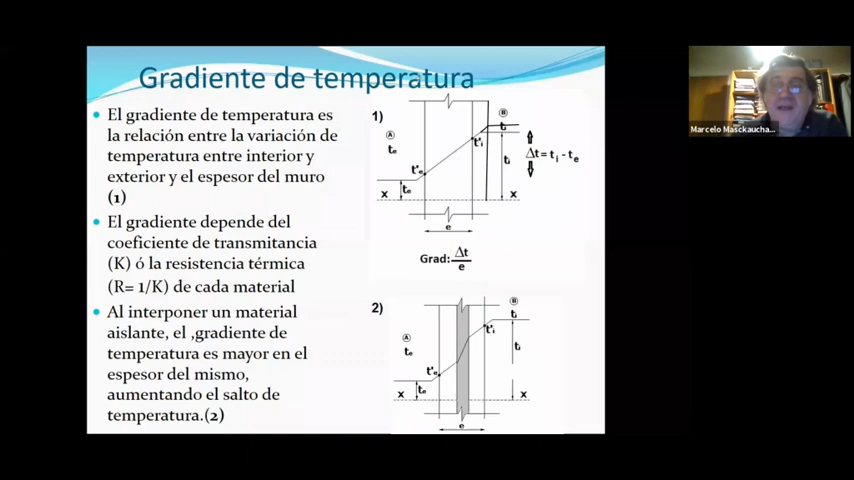 Gradiente de temperatura
El gradiente de temperatura es
la relación entre la variación de
temperatura entre interior y
exterior y el espesor del muro
(1)
El gradiente depende del
coeficiente de transmitancia
(K) ó la resistencia térmica
(R= 1/K) de cada material
Al interponer un material
aislante, el ,gradiente de
temperatura es mayor en el
espesor del mismo,
aumentando el salto de
temperatura.(2)
1)
A
te
t'e
te
X
B
ti
t'i
ti
X
Δt = ti - te
e
Grad: Δt
e
2)
A
te
t'e
te
X
B
ti
t'i
ti
X
e
Marcelo Masckaucha...